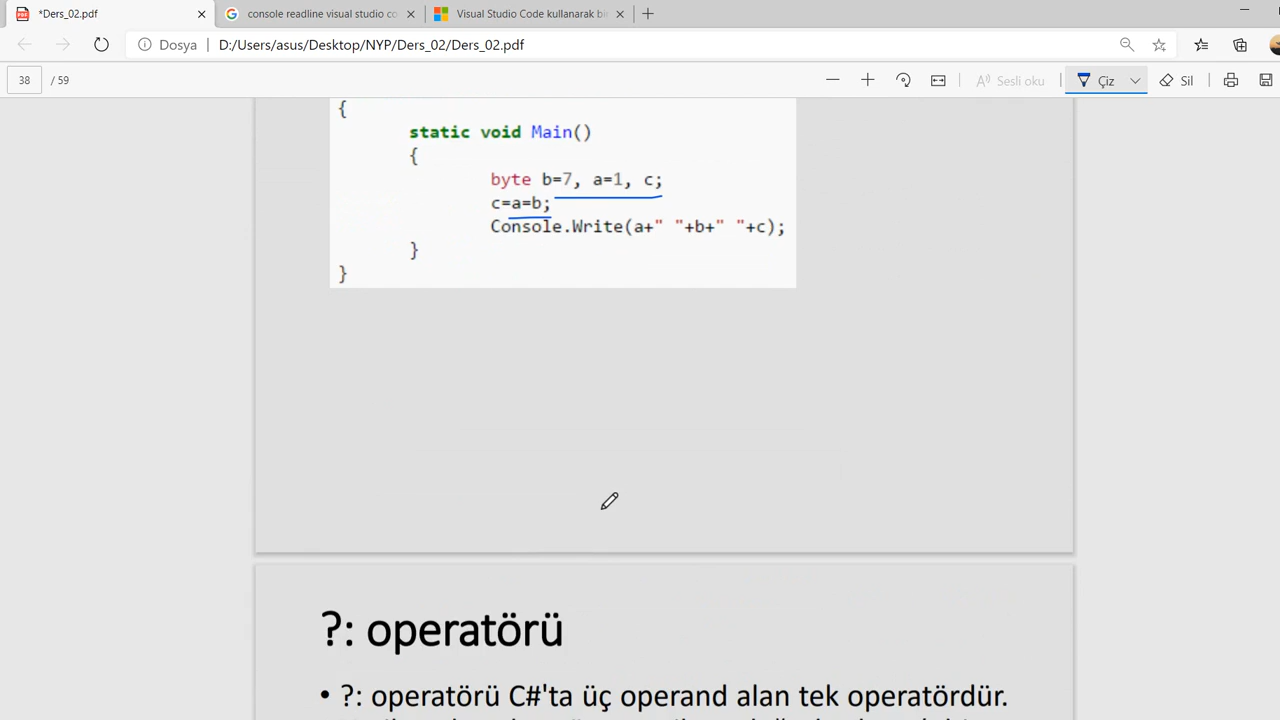 *Ders_02.pdf
console readline visual studio co
Visual Studio Code kullanarak bir
Dosya
D:/Users/asus/Desktop/NYP/Ders_02/Ders_02.pdf
38 / 59
Sesli oku
Çiz
Sil
{
static void Main()
{
byte b=7, a=1, c;
c=a=b;
Console.Write(a+" "+b+" "+c);
}
}
?: operatörü
• ?: operatörü C#'ta üç operand alan tek operatördür.